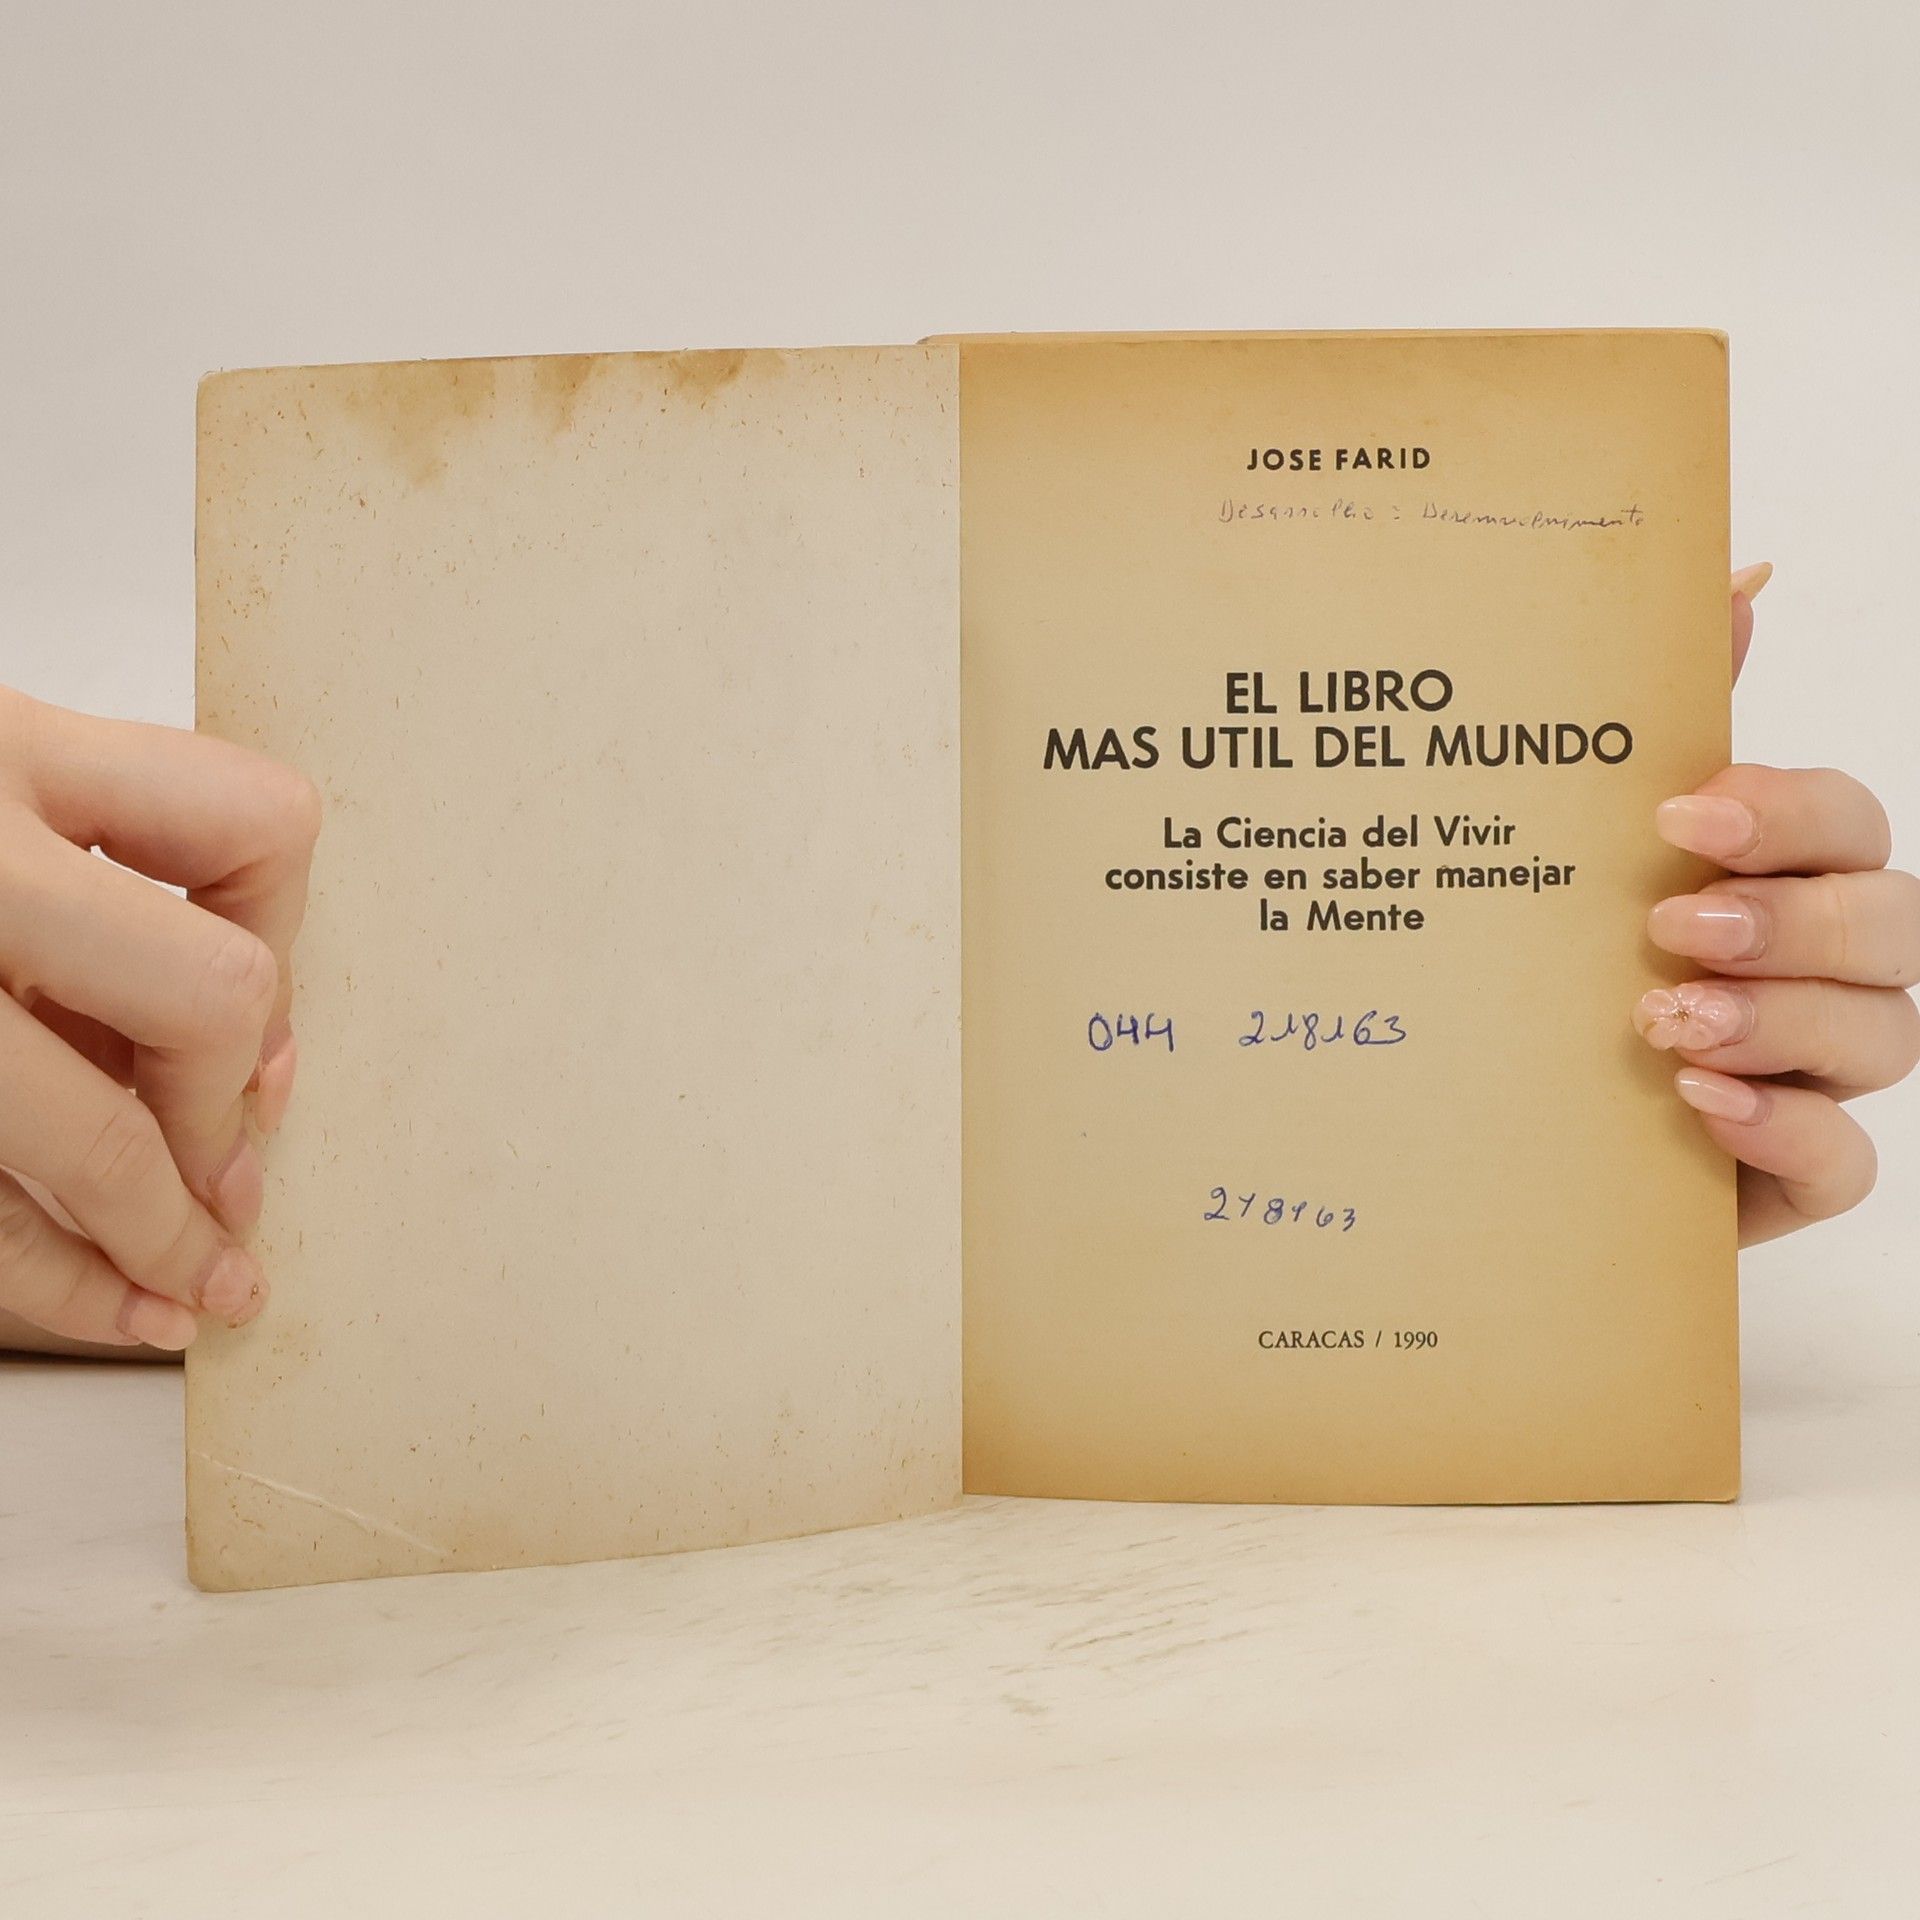 JOSE FARID
Desarrollo = Desenvolvimento
EL LIBRO
MAS UTIL DEL MUNDO
La Ciencia del Vivir
consiste en saber manejar
la Mente
044 218163
218163
CARACAS / 1990